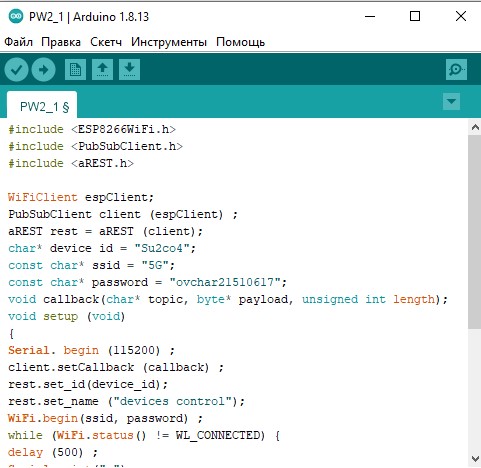 PW2_1 | Arduino 1.8.13
Файл Правка Скетч Инструменты Помощь
PW2_1 §
#include <ESP8266WiFi.h>
#include <PubSubClient.h>
#include <aREST.h>
WiFiClient espClient;
PubSubClient client (espClient) ;
aREST rest = aREST (client);
char* device id = "Su2co4";
const char* ssid = "5G";
const char* password = "ovchar21510617";
void callback(char* topic, byte* payload, unsigned int length);
void setup (void)
{
Serial. begin (115200) ;
client.setCallback (callback) ;
rest.set_id(device_id);
rest.set_name ("devices control");
WiFi.begin(ssid, password) ;
while (WiFi.status() != WL_CONNECTED) {
delay (500) ;